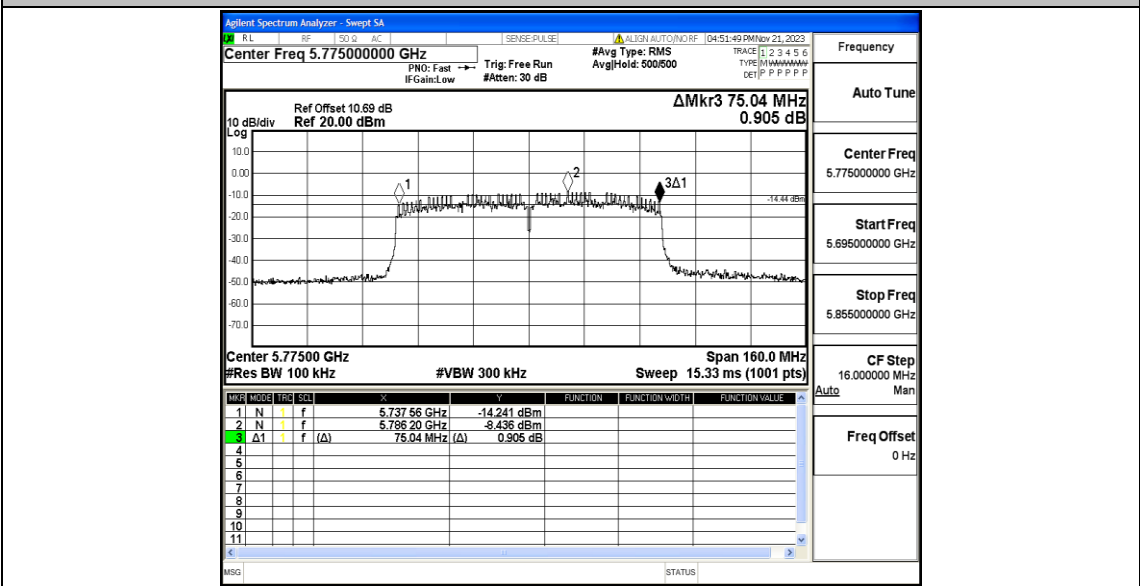 Agilent Spectrum Analyzer - Swept SA
RL RF 50 Ω AC SENSE:PULSE ALIGN AUTO/NO RF 04:51:49 PM Nov 21, 2023
Center Freq 5.775000000 GHz
PNO: Fast
IFGain:Low
Trig: Free Run
#Atten: 30 dB
#Avg Type: RMS
Avg|Hold: 500/500
TRACE 1 2 3 4 5 6
TYPE M W W W W W
DET P P P P P P
ΔMkr3 75.04 MHz
0.905 dB
Ref Offset 10.69 dB
10 dB/div Ref 20.00 dBm
Log
10.0
0.00
-10.0
-20.0
-30.0
-40.0
-50.0
-60.0
-70.0
1
2
3Δ1
-14.44 dBm
Center 5.77500 GHz Span 160.0 MHz
#Res BW 100 kHz #VBW 300 kHz Sweep 15.33 ms (1001 pts)
MKR MODE TRC SCL X Y FUNCTION FUNCTION WIDTH FUNCTION VALUE
1 N 1 f 5.737 56 GHz -14.241 dBm
2 N 1 f 5.786 20 GHz -8.436 dBm
3 Δ1 1 f (Δ) 75.04 MHz (Δ) 0.905 dB
4
5
6
7
8
9
10
11
MSG STATUS
Frequency
Auto Tune
Center Freq
5.775000000 GHz
Start Freq
5.695000000 GHz
Stop Freq
5.855000000 GHz
CF Step
16.000000 MHz
Auto Man
Freq Offset
0 Hz